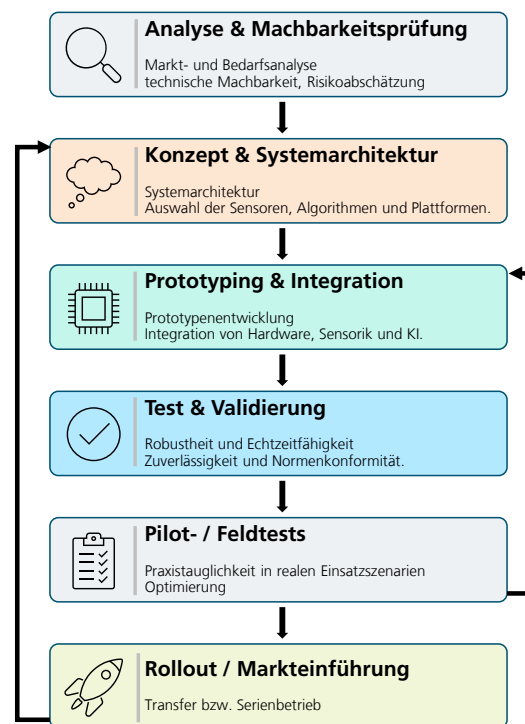 Analyse & Machbarkeitsprüfung
Markt- und Bedarfsanalyse
technische Machbarkeit, Risikoabschätzung
Konzept & Systemarchitektur
Systemarchitektur
Auswahl der Sensoren, Algorithmen und Plattformen.
Prototyping & Integration
Prototypenentwicklung
Integration von Hardware, Sensorik und KI.
Test & Validierung
Robustheit und Echtzeitfähigkeit
Zuverlässigkeit und Normenkonformität.
Pilot- / Feldtests
Praxistauglichkeit in realen Einsatzszenarien
Optimierung
Rollout / Markteinführung
Transfer bzw. Serienbetrieb